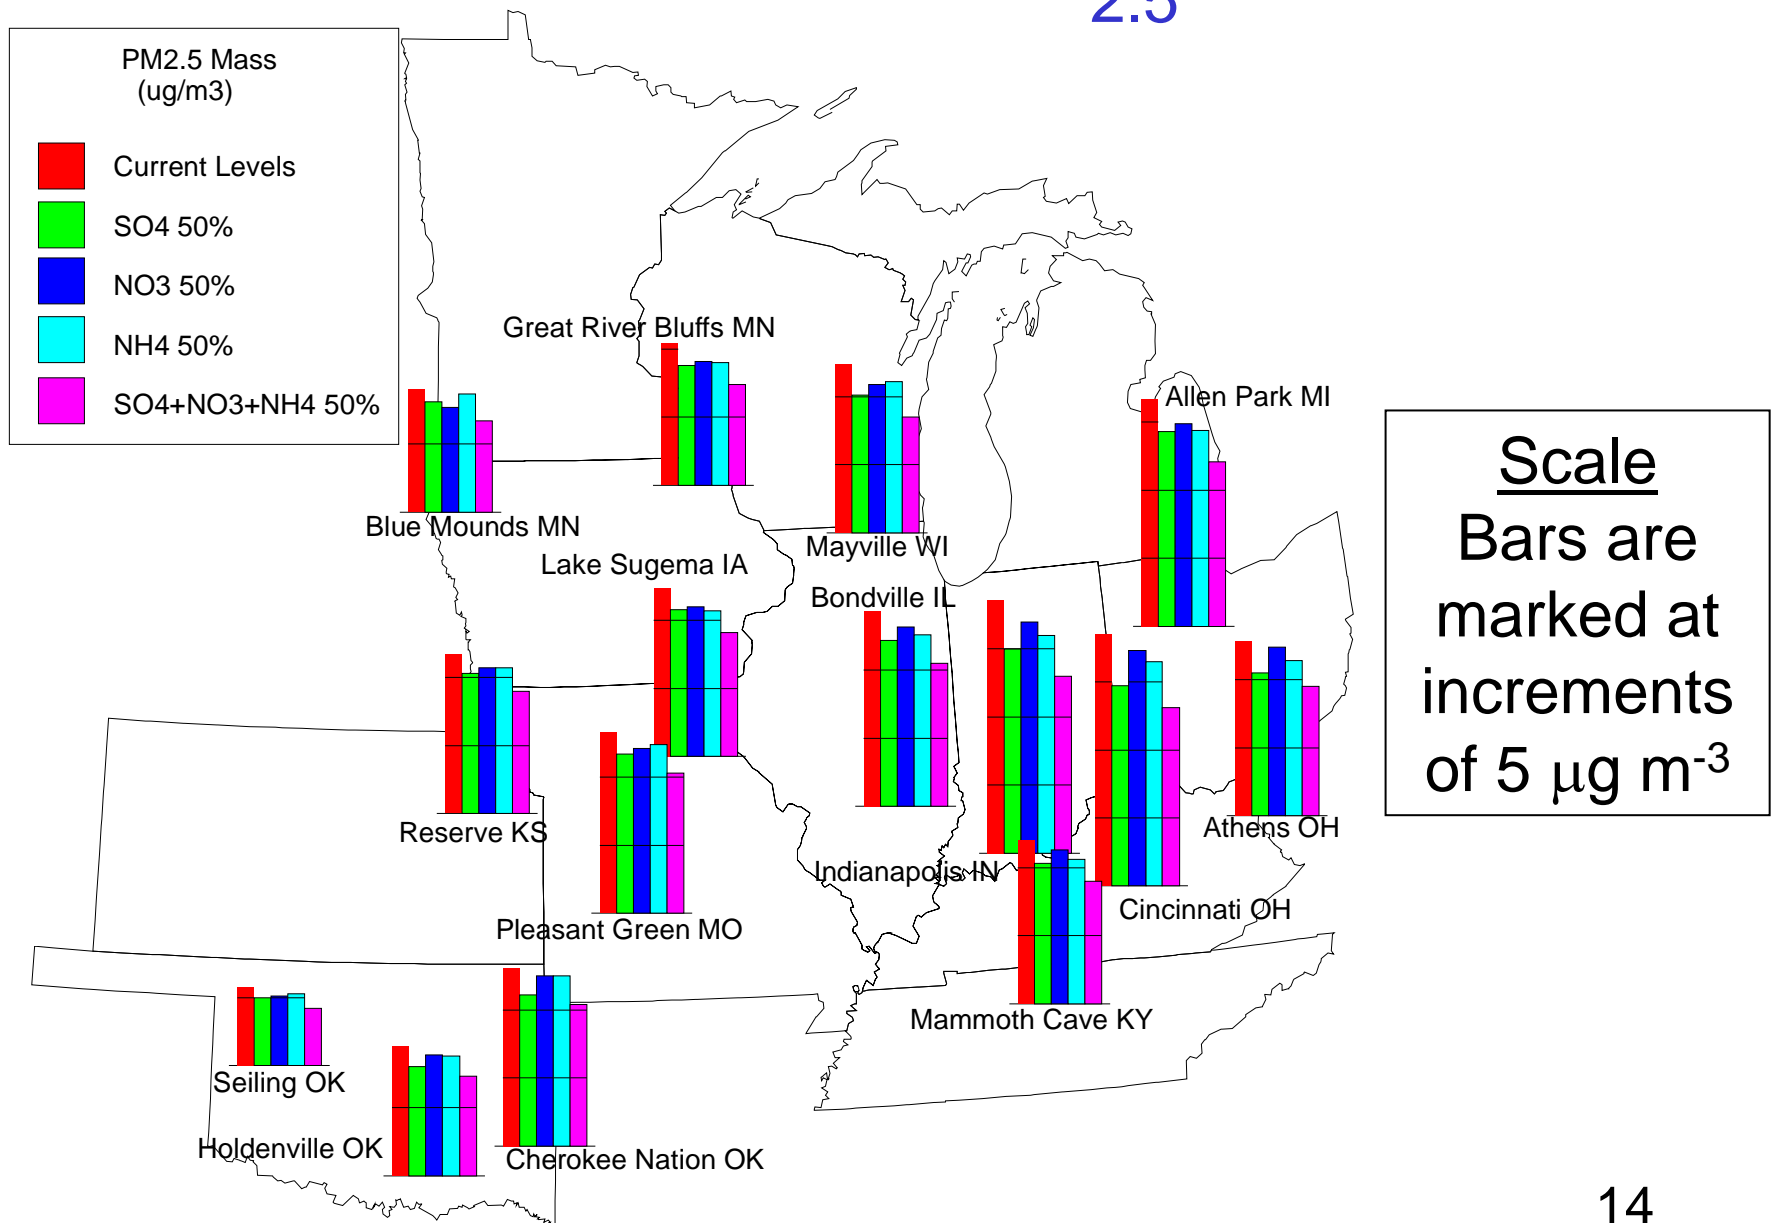 2.5
PM2.5 Mass
(ug/m3)
Current Levels
SO4 50%
NO3 50%
NH4 50%
SO4+NO3+NH4 50%
Great River Bluffs MN
Allen Park MI
Blue Mounds MN
Mayville WI
Lake Sugema IA
Bondville IL
Reserve KS
Athens OH
Indianapolis IN
Cincinnati OH
Pleasant Green MO
Mammoth Cave KY
Seiling OK
Holdenville OK
Cherokee Nation OK
Scale
Bars are
marked at
increments
of 5 μg m-3
14